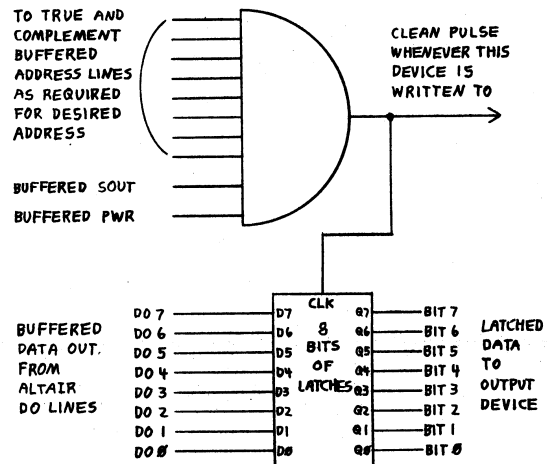 TO TRUE AND
COMPLEMENT
BUFFERED
ADDRESS LINES
AS REQUIRED
FOR DESIRED
ADDRESS
BUFFERED SOUT
BUFFERED PWR
CLEAN PULSE
WHENEVER THIS
DEVICE IS
WRITTEN TO
BUFFERED
DATA OUT
FROM
ALTAIR
DO LINES
DO 7
DO 6
DO 5
DO 4
DO 3
DO 2
DO 1
DO 0
CLK
8
BITS
OF
LATCHES
D7
D6
D5
D4
D3
D2
D1
D0
Q7
Q6
Q5
Q4
Q3
Q2
Q1
Q0
BIT 7
BIT 6
BIT 5
BIT 4
BIT 3
BIT 2
BIT 1
BIT 0
LATCHED
DATA
TO
OUTPUT
DEVICE